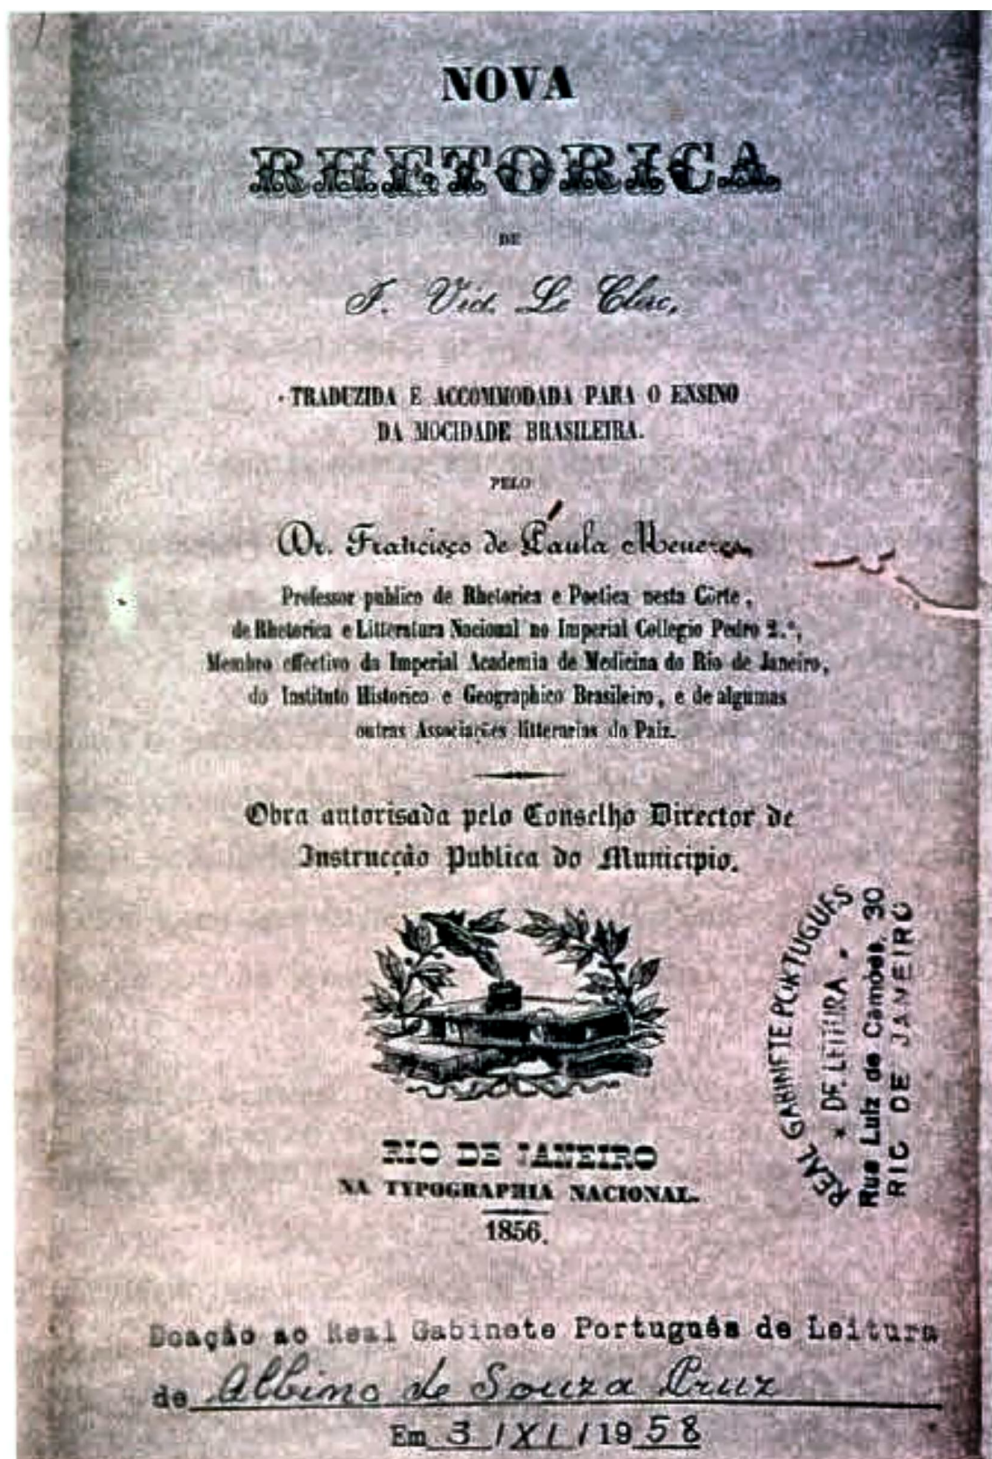 NOVA
RHETORICA
DE
J. Vict. Le Clerc,
TRADUZIDA E ACCOMMODADA PARA O ENSINO
DA MOCIDADE BRASILEIRA.
PELO
Dr. Francisco de Paula Menezes,
Professor publico de Rhetorica e Poetica nesta Côrte,
de Rhetorica e Litteratura Nacional no Imperial Collegio Pedro 2.º,
Membro effectivo da Imperial Academia de Medicina do Rio de Janeiro,
do Instituto Historico e Geographico Brasileiro, e de algumas
outras Associações litterarias do Paiz.
Obra autorisada pelo Conselho Director de
Instrucção Publica do Municipio.
REAL GABINETE PORTUGUÊS
* DE LEITURA *
Rua Luiz de Camões, 30
RIO DE JANEIRO
RIO DE JANEIRO
NA TYPOGRAPHIA NACIONAL.
1856.
Doação ao Real Gabinete Português de Leitura
de Albino de Souza Cruz
Em 3 / XI / 1958